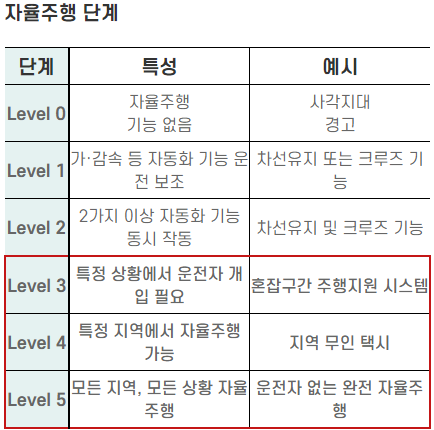 자율주행 단계
단계 특성 예시
Level 0 자율주행 사각지대
기능 없음 경고
Level 1 가·감속 등 자동화 기능 운 차선유지 또는 크루즈 기
전 보조 능
Level 2 2가지 이상 자동화 기능 차선유지 및 크루즈 기능
동시 작동
Level 3 특정 상황에서 운전자 개 혼잡구간 주행지원 시스템
입 필요
Level 4 특정 지역에서 자율주행 지역 무인 택시
가능
Level 5 모든 지역, 모든 상황 자율 운전자 없는 완전 자율주
주행 행